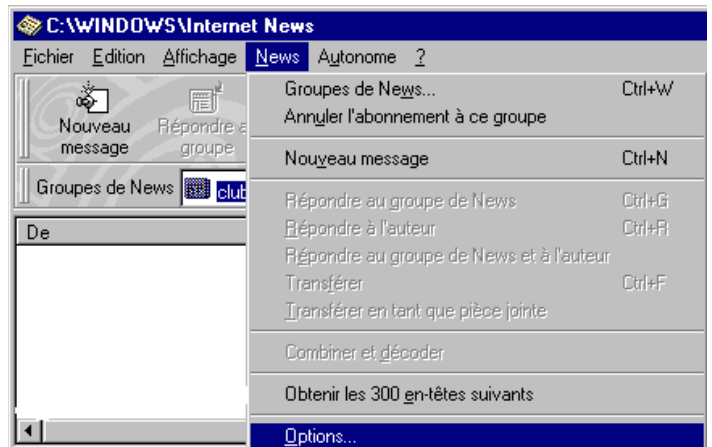 C:\WINDOWS\Internet News
Fichier Edition Affichage News Autonome ?
Nouveau message
Répondre a
groupe
Groupes de News club
De
Groupes de News... Ctrl+W
Annuler l'abonnement à ce groupe
Nouveau message Ctrl+N
Répondre au groupe de News Ctrl+G
Répondre à l'auteur Ctrl+R
Répondre au groupe de News et à l'auteur
Transférer Ctrl+F
Transférer en tant que pièce jointe
Combiner et décoder
Obtenir les 300 en-têtes suivants
Options...